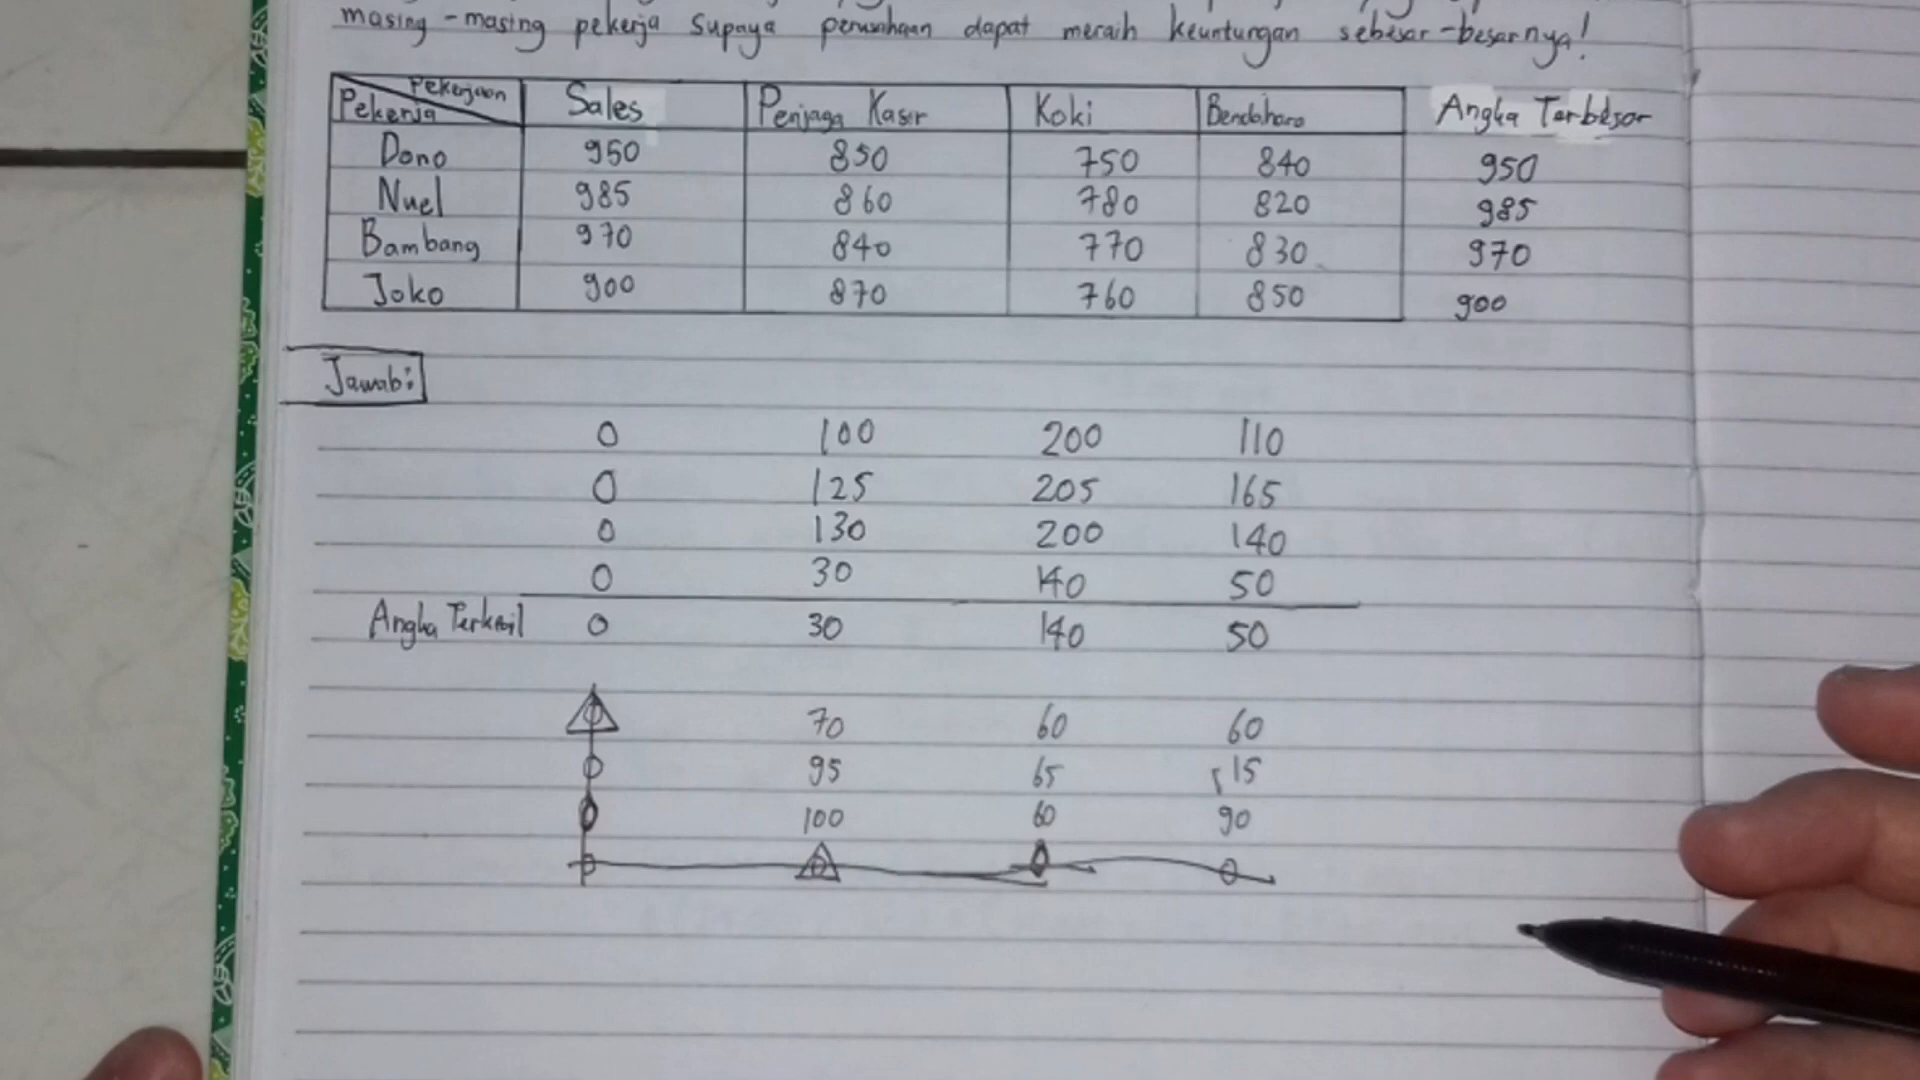 masing-masing pekerja supaya perusahaan dapat meraih keuntungan sebesar-besarnya!
Pekerjaan
Pekerja Sales Penjaga Kasir Koki Bendahara Angka Terbesar
Dono 950 850 750 840 950
Nuel 985 860 780 820 985
Bambang 970 840 770 830 970
Joko 900 870 760 850 900
Jawab:
0 100 200 110
0 125 205 165
0 130 200 140
0 30 140 50
Angka Terkecil 0 30 140 50
0 70 60 60
0 95 65 115
0 100 60 90
0 0 0 0